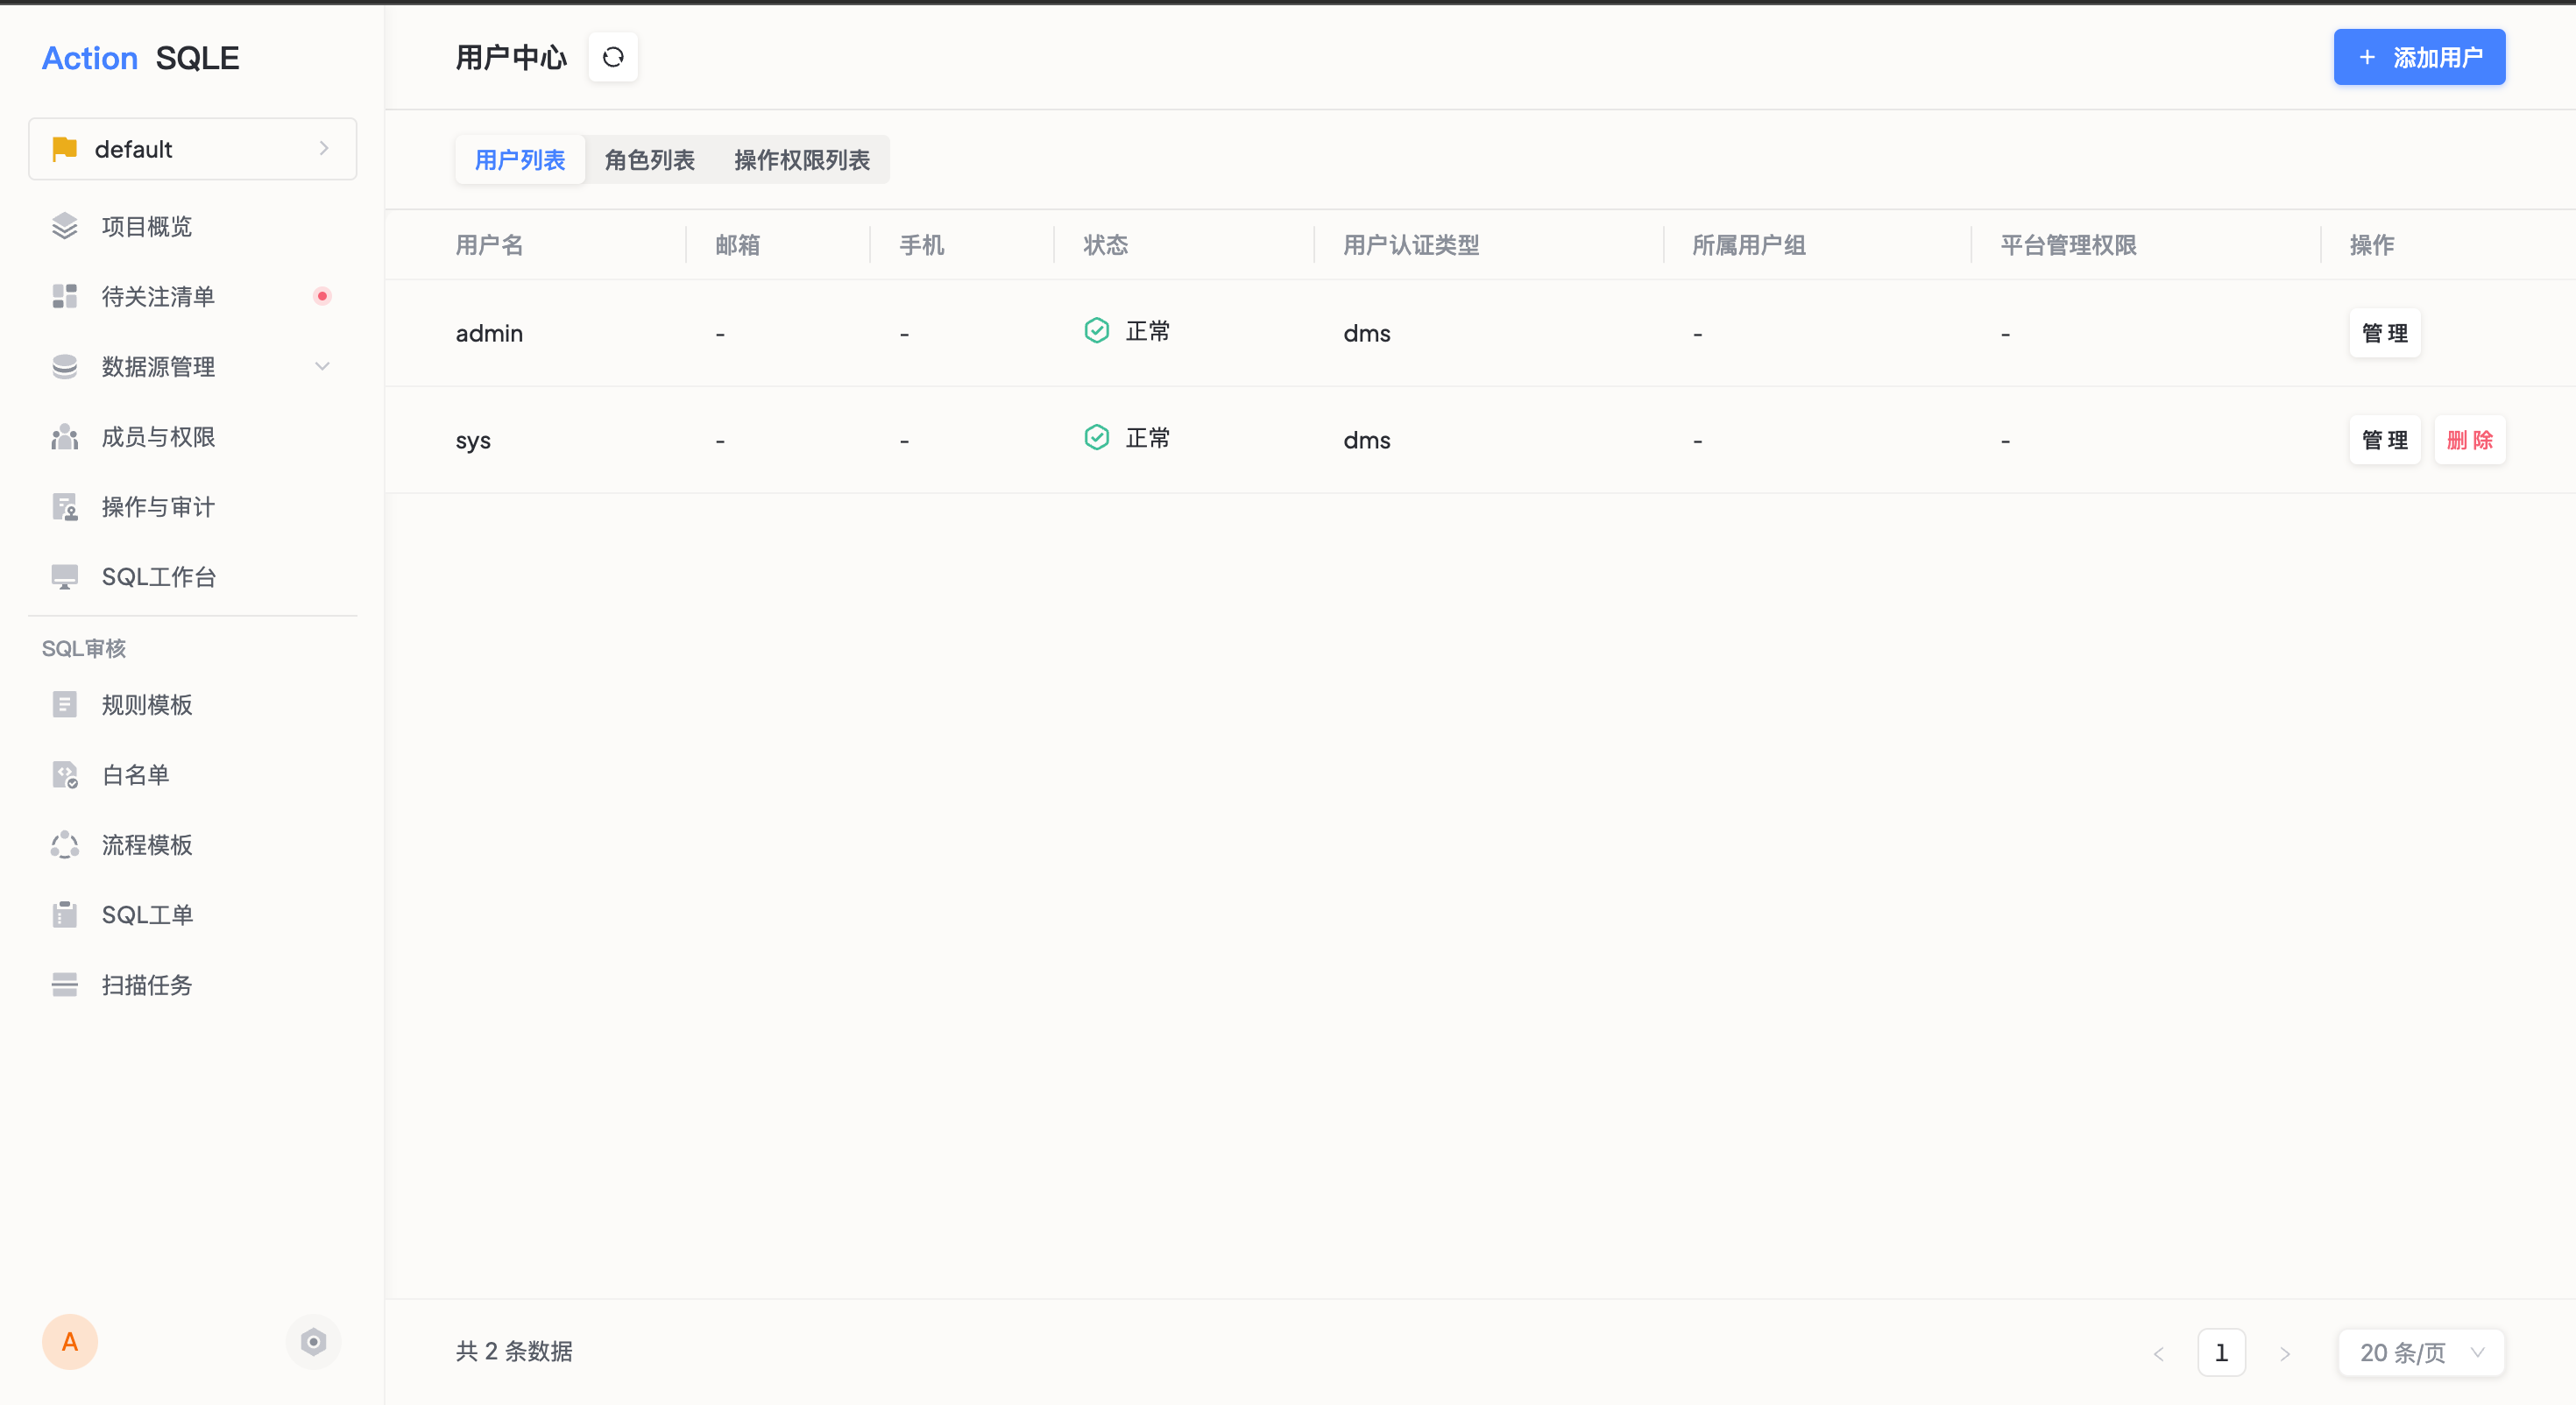 Action SQLE
default
项目概览
待关注清单
数据源管理
成员与权限
操作与审计
SQL工作台
SQL审核
规则模板
白名单
流程模板
SQL工单
扫描任务
A
用户中心
+ 添加用户
用户列表 角色列表 操作权限列表
用户名 邮箱 手机 状态 用户认证类型 所属用户组 平台管理权限 操作
admin - - 正常 dms - - 管理
sys - - 正常 dms - - 管理 删除
共 2 条数据
< 1 > 20 条/页